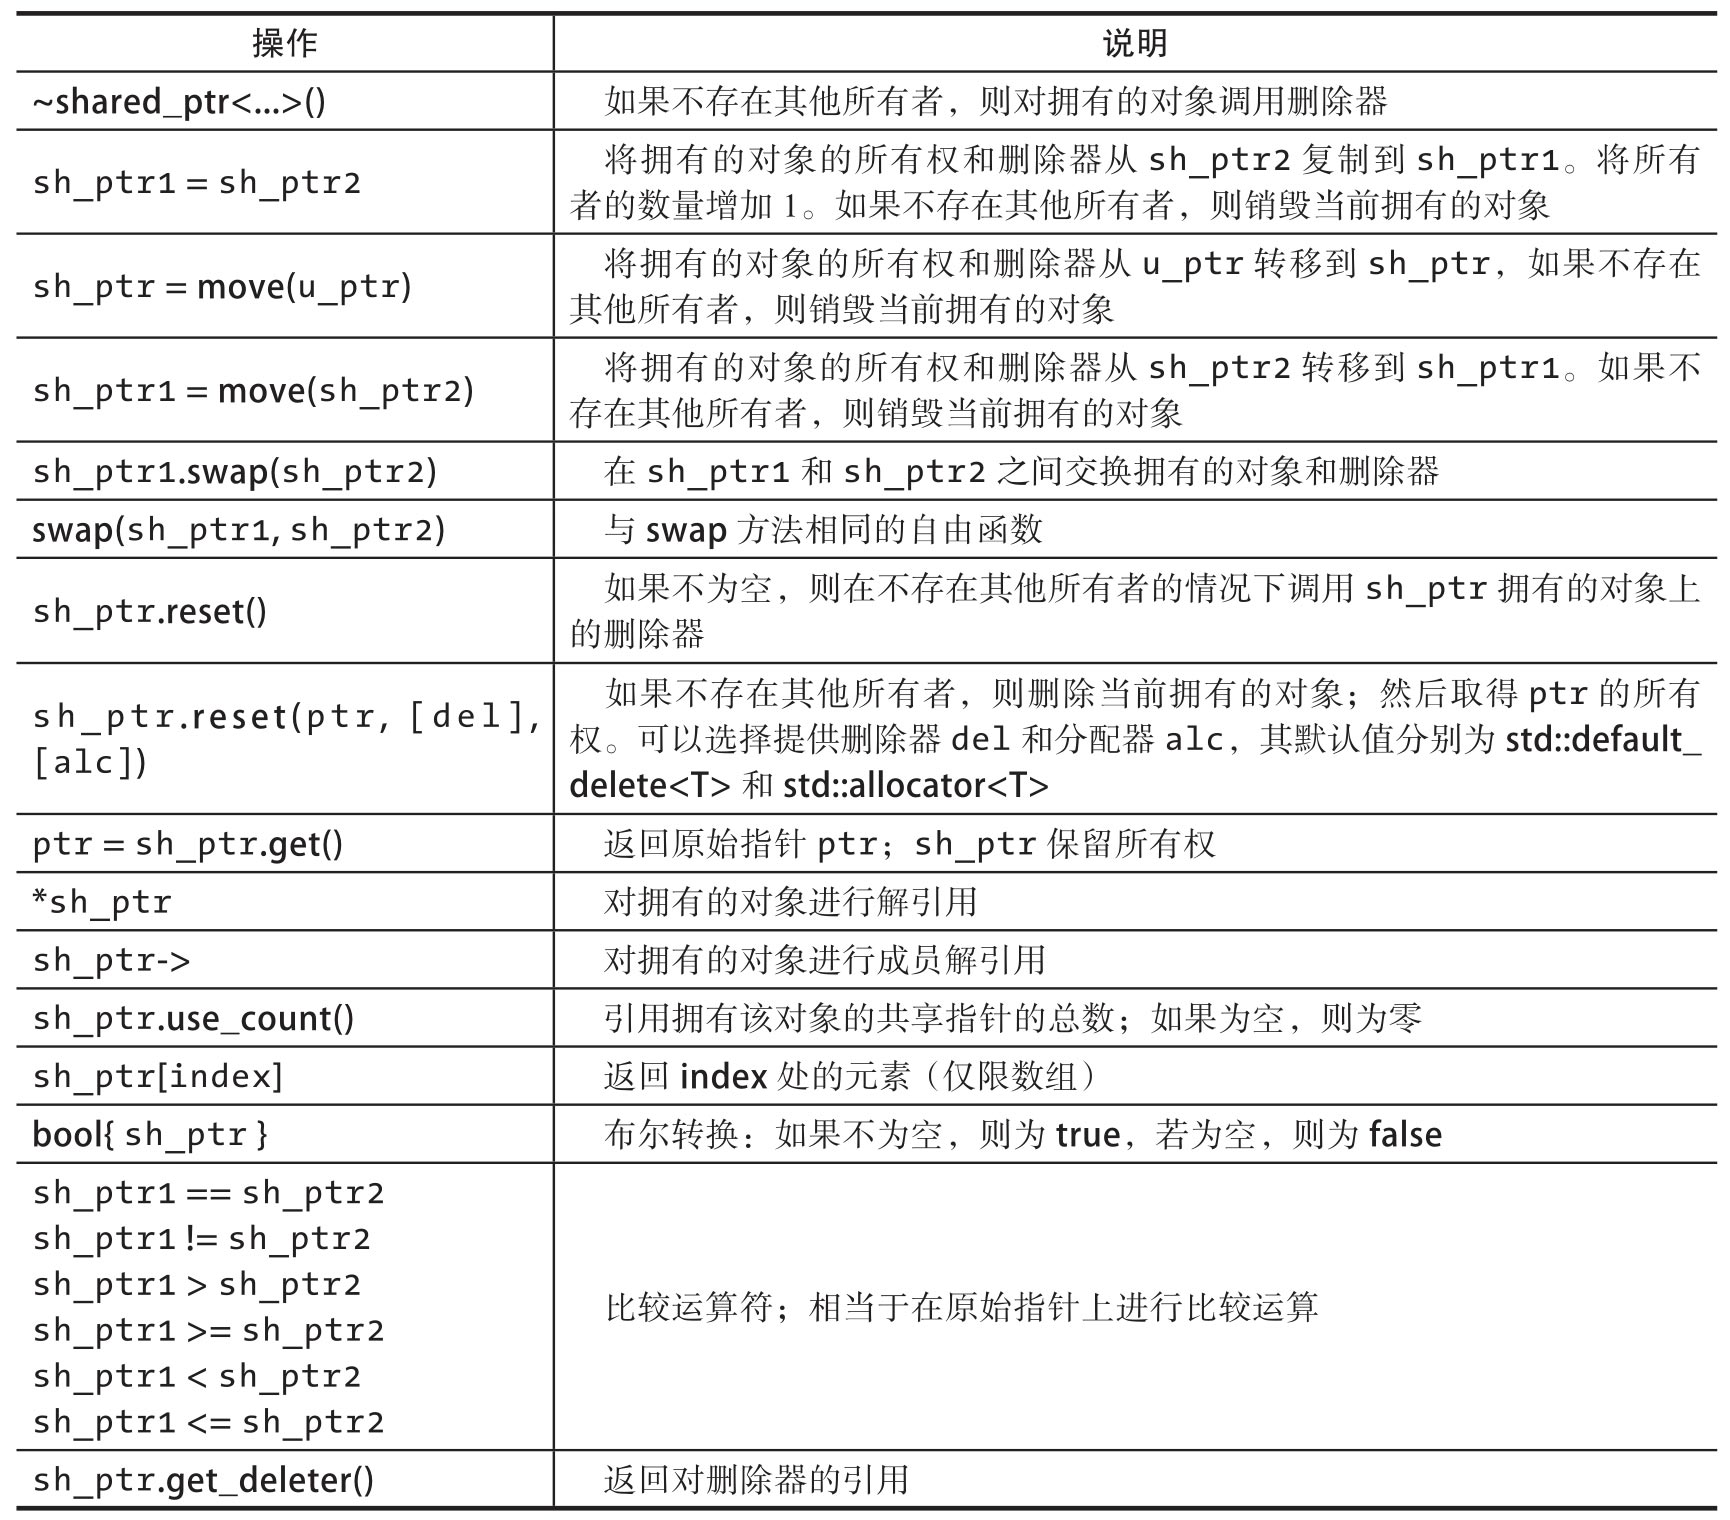 操作 说明
~shared_ptr<...>() 如果不存在其他所有者，则对拥有的对象调用删除器
sh_ptr1 = sh_ptr2 将拥有的对象的所有权和删除器从 sh_ptr2 复制到 sh_ptr1。将所有
者的数量增加 1。如果不存在其他所有者，则销毁当前拥有的对象
sh_ptr = move(u_ptr) 将拥有的对象的所有权和删除器从 u_ptr 转移到 sh_ptr，如果不存在
其他所有者，则销毁当前拥有的对象
sh_ptr1 = move(sh_ptr2) 将拥有的对象的所有权和删除器从 sh_ptr2 转移到 sh_ptr1。如果不
存在其他所有者，则销毁当前拥有的对象
sh_ptr1.swap(sh_ptr2) 在 sh_ptr1 和 sh_ptr2 之间交换拥有的对象和删除器
swap(sh_ptr1, sh_ptr2) 与 swap 方法相同的自由函数
sh_ptr.reset() 如果不为空，则在不存在其他所有者的情况下调用 sh_ptr 拥有的对象上
的删除器
sh_ptr.reset(ptr, [del],
[alc])
如果不存在其他所有者，则删除当前拥有的对象；然后取得 ptr 的所有
权。可以选择提供删除器 del 和分配器 alc，其默认值分别为 std::default_
delete<T> 和 std::allocator<T>
ptr = sh_ptr.get() 返回原始指针 ptr；sh_ptr 保留所有权
*sh_ptr 对拥有的对象进行解引用
sh_ptr-> 对拥有的对象进行成员解引用
sh_ptr.use_count() 引用拥有该对象的共享指针的总数；如果为空，则为零
sh_ptr[index] 返回 index 处的元素（仅限数组）
bool{ sh_ptr } 布尔转换：如果不为空，则为 true，若为空，则为 false
sh_ptr1 == sh_ptr2
sh_ptr1 != sh_ptr2
sh_ptr1 > sh_ptr2
sh_ptr1 >= sh_ptr2
sh_ptr1 < sh_ptr2
sh_ptr1 <= sh_ptr2
比较运算符；相当于在原始指针上进行比较运算
sh_ptr.get_deleter() 返回对删除器的引用